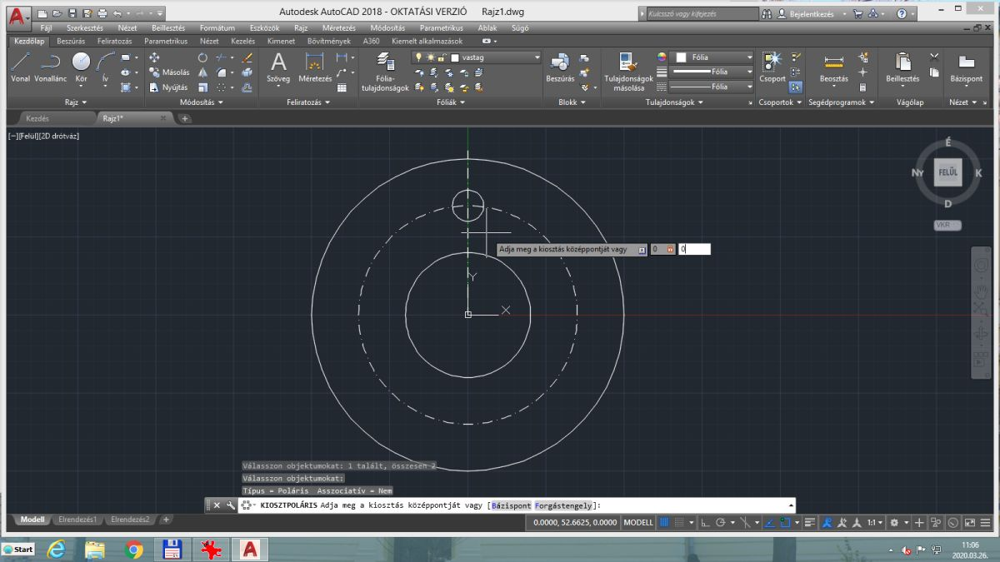 Autodesk AutoCAD 2018 - OKTATÁSI VERZIÓ Rajz1.dwg
Kulcsszó vagy kifejezés
Bejelentkezés
Fájl Szerkesztés Nézet Beillesztés Formátum Eszközök Rajz Méretezés Módosítás Parametrikus Ablak Súgó
Kezdőlap Beszúrás Feliratozás Parametrikus Nézet Kezelés Kimenet Bővítmények A360 Kiemelt alkalmazások
Vonal Vonallánc Kör Ív
Másolás
Nyújtás
Szöveg Méretezés
Fólia-
tulajdonságok
vastag
Beszúrás
Tulajdonságok
másolása
Fólia
Fólia
Fólia
Csoport
Beosztás
Beillesztés
Bázispont
Rajz Módosítás Feliratozás Fóliák Blokk Tulajdonságok Csoportok Segédprogramok Vágólap Nézet
Kezdés Rajz1*
[−][Felül][2D drótváz]
É
Ny FELÜL K
D
VKR
Adja meg a kiosztás középpontját vagy 0 0
Y
X
Válasszon objektumokat: 1 talált, összesen 2
Válasszon objektumokat:
Típus = Poláris Asszociatív = Nem
KIOSZTPOLÁRIS Adja meg a kiosztás középpontját vagy [Bázispont Forgástengely]:
Modell Elrendezés1 Elrendezés2 +
0.0000, 52.6625, 0.0000 MODELL 1:1
Start
11:06
2020.03.26.